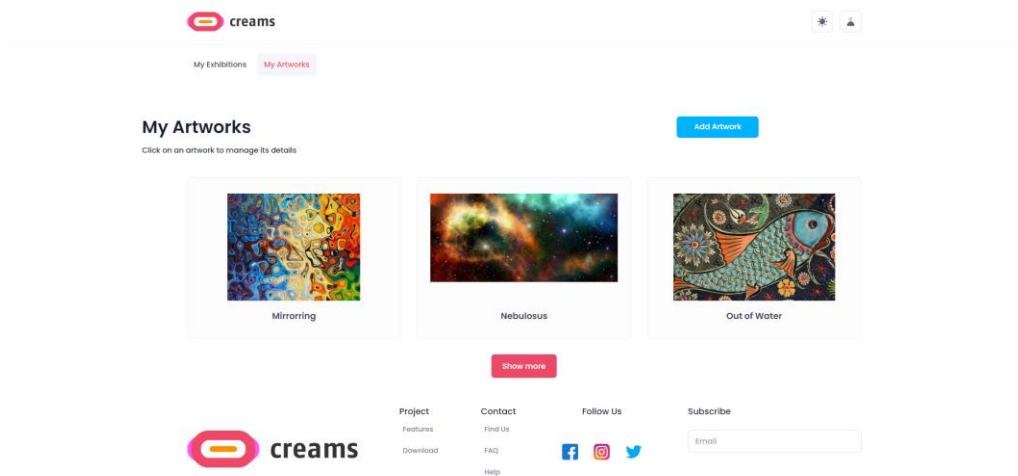 creams
My Exhibitions My Artworks
My Artworks
Add Artwork
Click on an artwork to manage its details
Mirrorring
Nebulosus
Out of Water
Show more
creams
Project
Features
Download
Contact
Find Us
FAQ
Help
Follow Us
Subscribe
Email